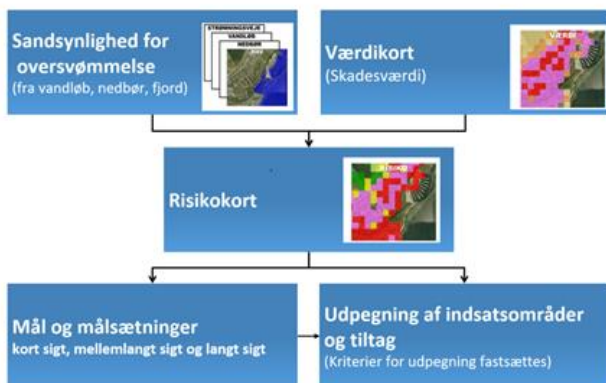 Sandsynlighed for
oversvømmelse
(fra vandløb, nedbør, fjord)
STRØMNINGSVEJE
VANDLØB
NEDBØR
Værdikort
(Skadesværdi)
VÆRDI
Risikokort
RISIKO
Mål og målsætninger
kort sigt, mellemlangt sigt og langt sigt
Udpegning af indsatsområder
og tiltag
(Kriterier for udpegning fastsættes)